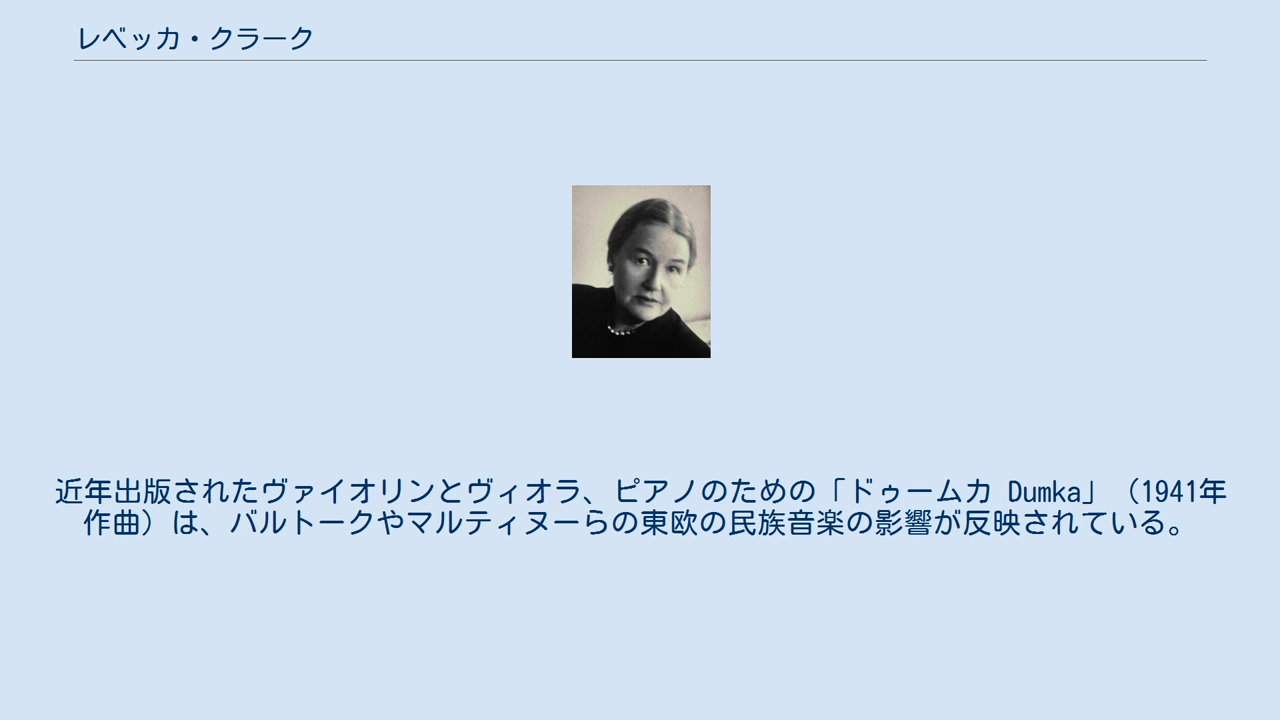 レベッカ・クラーク
近年出版されたヴァイオリンとヴィオラ、ピアノのための「ドゥームカ Dumka」（1941年
作曲）は、バルトークやマルティヌーらの東欧の民族音楽の影響が反映されている。